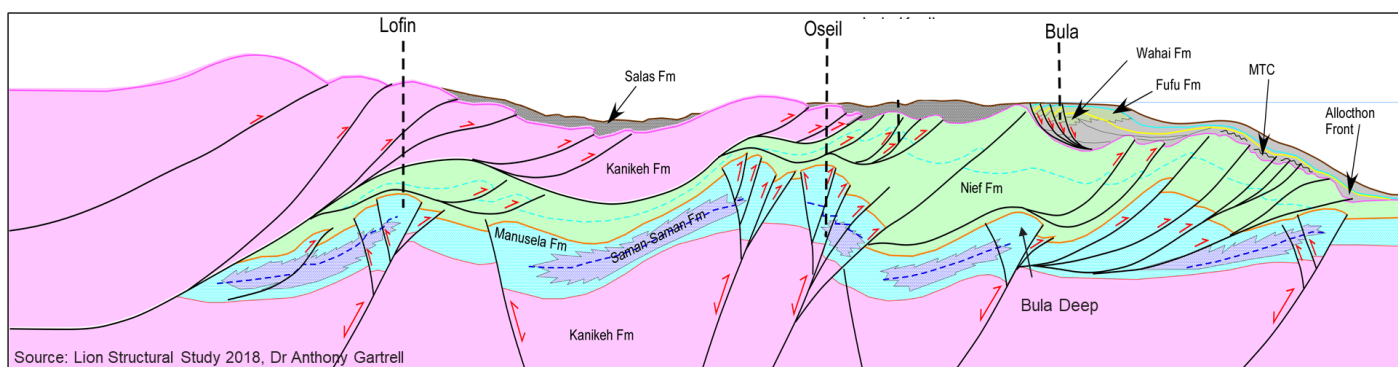 Lofin
Oseil
Bula
Wahai Fm
Fufu Fm
MTC
Allocthon
Front
Salas Fm
Kanikeh Fm
Nief Fm
Manusela Fm
Saman-Saman Fm
Bula Deep
Kanikeh Fm
Source: Lion Structural Study 2018, Dr Anthony Gartrell